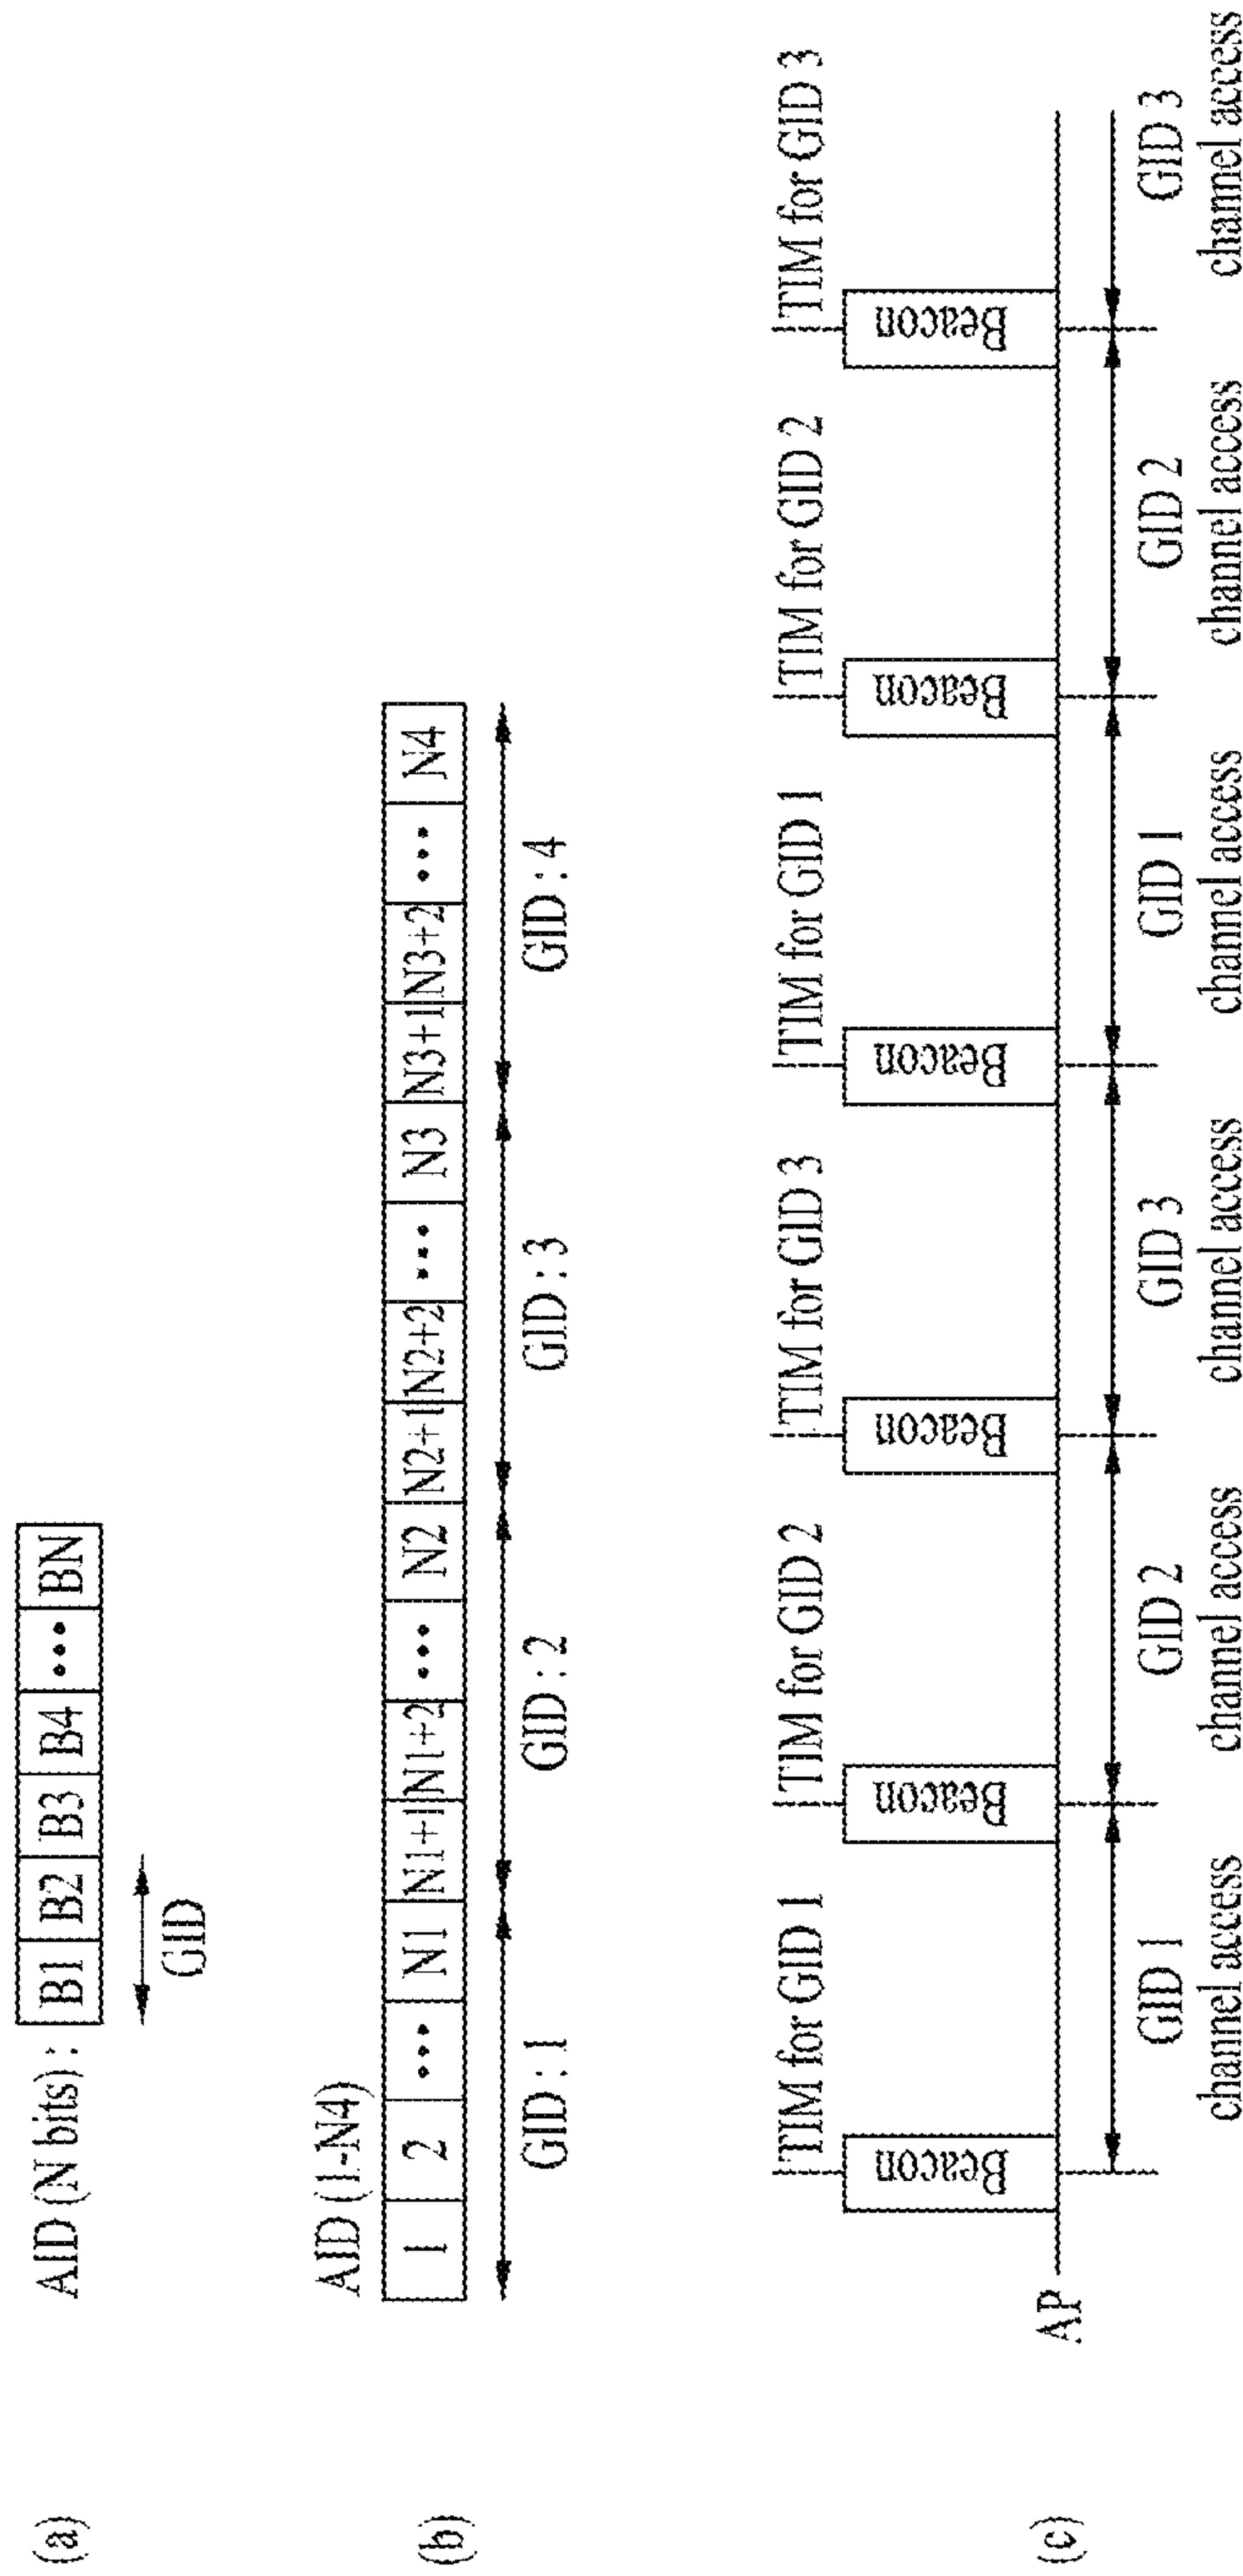 (a)
AID (N bits) :
B1 B2 B3 B4 ••• BN
GID
(b)
AID (1-N4)
1 2 ••• N1 N1+1 N1+2 ••• N2 N2+1 N2+2 ••• N3 N3+1 N3+2 ••• N4
GID : 1 GID : 2 GID : 3 GID : 4
(c)
TIM for GID 1 TIM for GID 2 TIM for GID 3 TIM for GID 1 TIM for GID 2 TIM for GID 3
Beacon Beacon Beacon Beacon Beacon Beacon
AP
GID 1 GID 2 GID 3 GID 1 GID 2 GID 3
channel access channel access channel access channel access channel access channel access